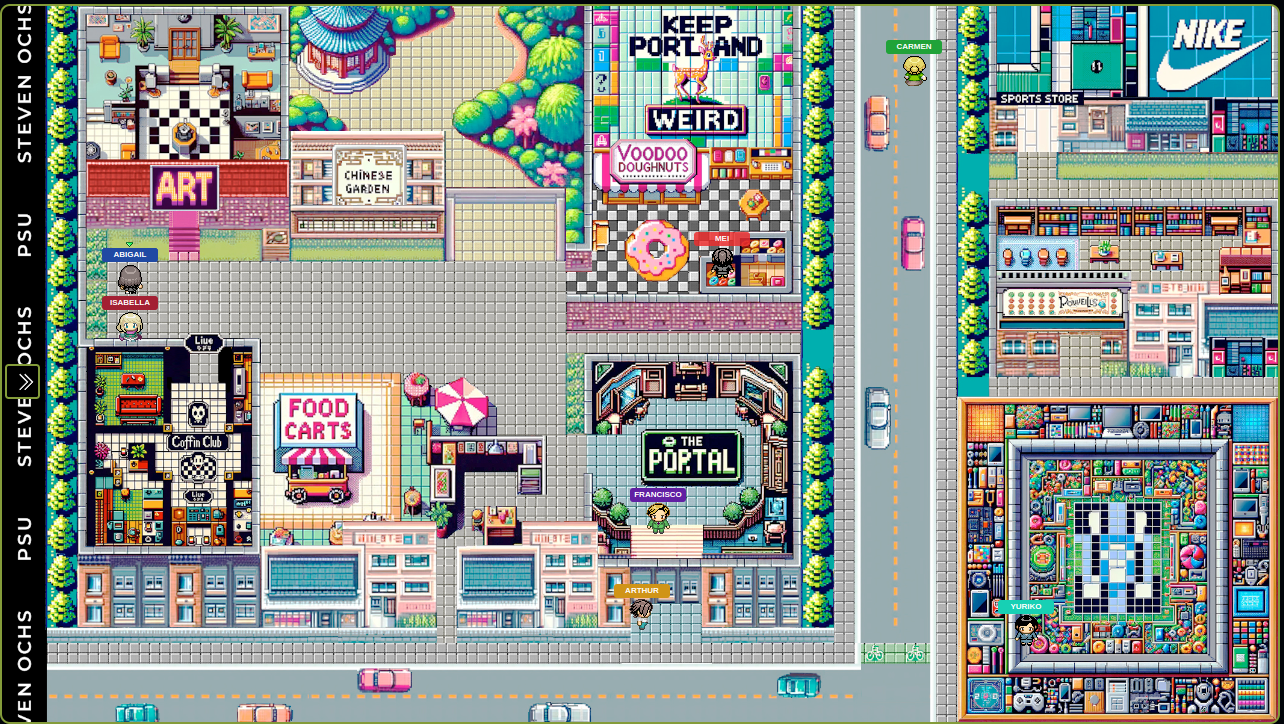 STEVEN OCHS
PSU
STEVEN OCHS
PSU
STEVEN OCHS
ART
CHINESE
GARDEN
KEEP
PORTLAND
WEIRD
VOODOO
DOUGHNUTS
CARMEN
NIKE
SPORTS STORE
ABIGAIL
ISABELLA
MEI
POWELL'S
Live
Coffin Club
Live
FOOD
CARTS
THE
PORTAL
FRANCISCO
ARTHUR
YURIKO